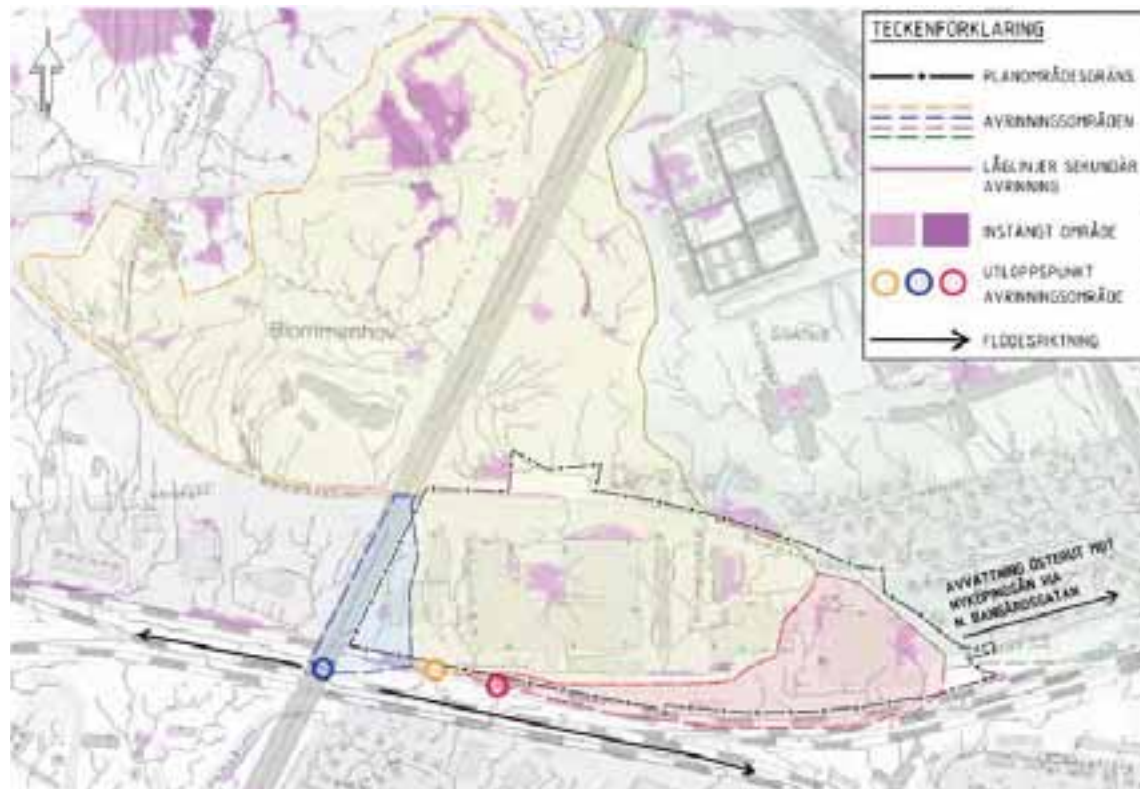 TECKENFÖRKLARING
PLANOMRÅDESGRÄNS
AVRINNINGSOMRÅDEN
LÅGLINJER SEKUNDÄR
AVRINNING
INSTÄNGT OMRÅDE
UTLOPPSPUNKT
AVRINNINGSOMRÅDE
FLÖDESRIKTNING
Blommenhov
AVVATTNING ÖSTERUT MOT
NYKÖPINGSÅN VIA
N. BANGÅRDSGATAN